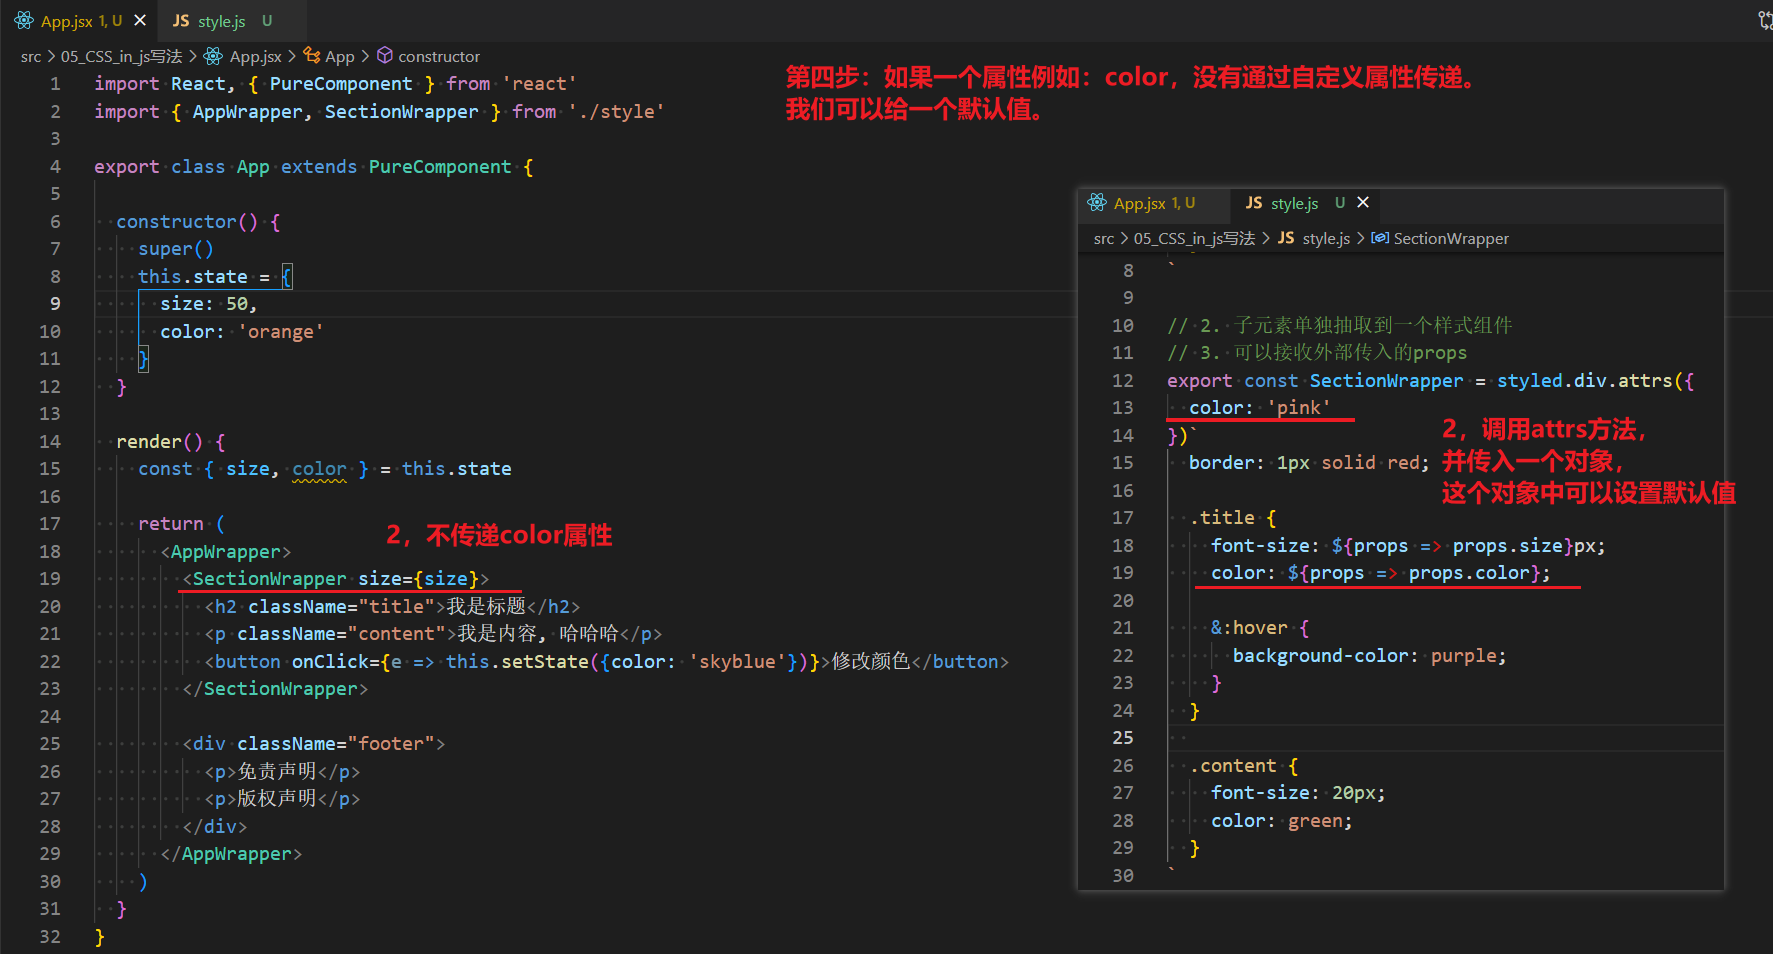 App.jsx 1, U
JS style.js U
src > 05_CSS_in_js写法 > App.jsx > App > constructor
第四步：如果一个属性例如：color，没有通过自定义属性传递。
我们可以给一个默认值。
1 import React, { PureComponent } from 'react'
2 import { AppWrapper, SectionWrapper } from './style'
3
4 export class App extends PureComponent {
5
6 constructor() {
7 super()
8 this.state = {
9 size: 50,
10 color: 'orange'
11 }
12 }
13
14 render() {
15 const { size, color } = this.state
16
17 return (
2，不传递color属性
18 <AppWrapper>
19 <SectionWrapper size={size}>
20 <h2 className="title">我是标题</h2>
21 <p className="content">我是内容, 哈哈哈</p>
22 <button onClick={e => this.setState({color: 'skyblue'})}>修改颜色</button>
23 </SectionWrapper>
24
25 <div className="footer">
26 <p>免责声明</p>
27 <p>版权声明</p>
28 </div>
29 </AppWrapper>
30 )
31 }
32 }
App.jsx 1, U
JS style.js U
src > 05_CSS_in_js写法 > JS style.js > SectionWrapper
8 `
9
10 // 2. 子元素单独抽取到一个样式组件
11 // 3. 可以接收外部传入的props
12 export const SectionWrapper = styled.div.attrs({
13 color: 'pink'
14 })`
2，调用attrs方法，
并传入一个对象，
这个对象中可以设置默认值
15 border: 1px solid red;
16
17 .title {
18 font-size: ${props => props.size}px;
19 color: ${props => props.color};
20
21 &:hover {
22 background-color: purple;
23 }
24 }
25
26 .content {
27 font-size: 20px;
28 color: green;
29 }
30 `